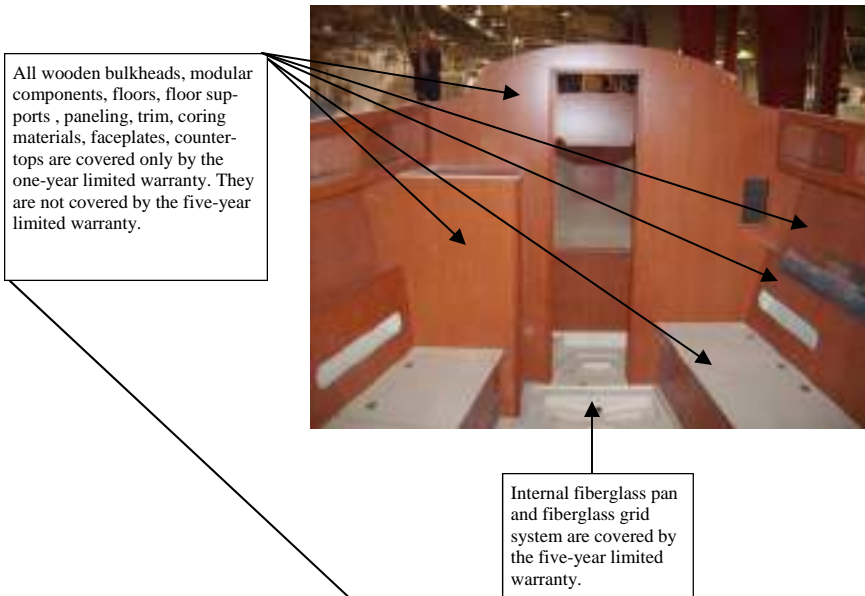 All wooden bulkheads, modular
components, floors, floor sup-
ports , paneling, trim, coring
materials, faceplates, counter-
tops are covered only by the
one-year limited warranty. They
are not covered by the five-year
limited warranty.
Internal fiberglass pan
and fiberglass grid
system are covered by
the five-year limited
warranty.